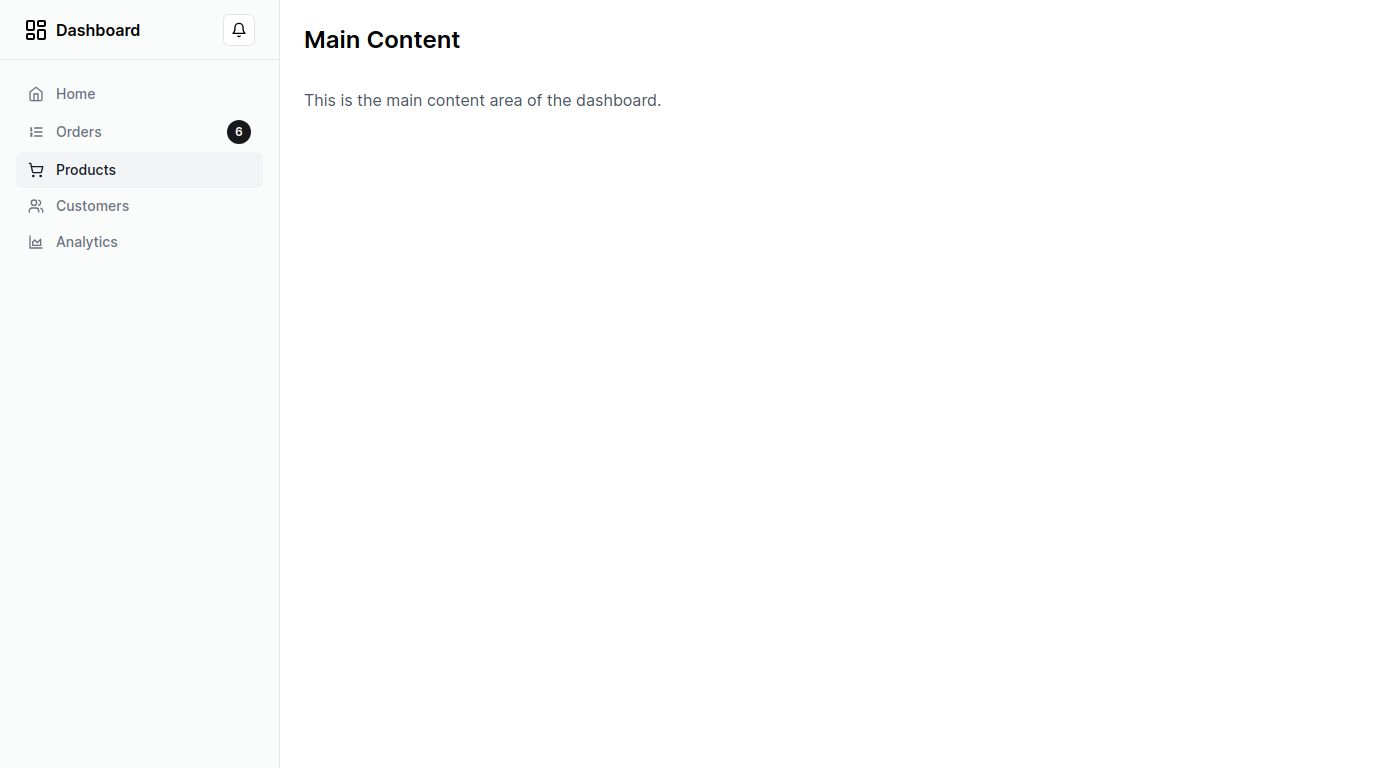 Dashboard
Home
Orders 6
Products
Customers
Analytics
Main Content
This is the main content area of the dashboard.